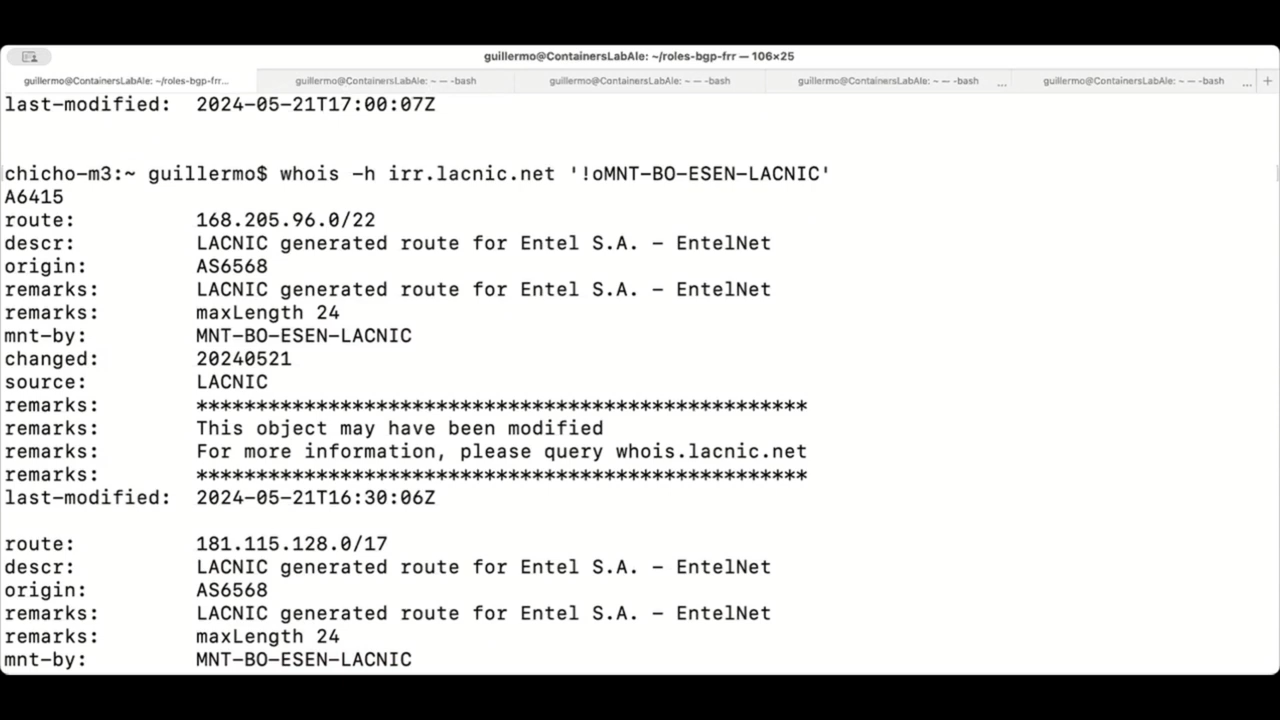 guillermo@ContainersLabAle: ~/roles-bgp-frr — 106×25
guillermo@ContainersLabAle: ~/roles-bgp-frr... guillermo@ContainersLabAle: ~ — -bash guillermo@ContainersLabAle: ~ — -bash guillermo@ContainersLabAle: ~ — -bash ... guillermo@ContainersLabAle: ~ — -bash ... +
last-modified: 2024-05-21T17:00:07Z
chicho-m3:~ guillermo$ whois -h irr.lacnic.net '!oMNT-BO-ESEN-LACNIC'
A6415
route: 168.205.96.0/22
descr: LACNIC generated route for Entel S.A. - EntelNet
origin: AS6568
remarks: LACNIC generated route for Entel S.A. - EntelNet
remarks: maxLength 24
mnt-by: MNT-BO-ESEN-LACNIC
changed: 20240521
source: LACNIC
remarks: ***************************************************
remarks: This object may have been modified
remarks: For more information, please query whois.lacnic.net
remarks: ***************************************************
last-modified: 2024-05-21T16:30:06Z
route: 181.115.128.0/17
descr: LACNIC generated route for Entel S.A. - EntelNet
origin: AS6568
remarks: LACNIC generated route for Entel S.A. - EntelNet
remarks: maxLength 24
mnt-by: MNT-BO-ESEN-LACNIC